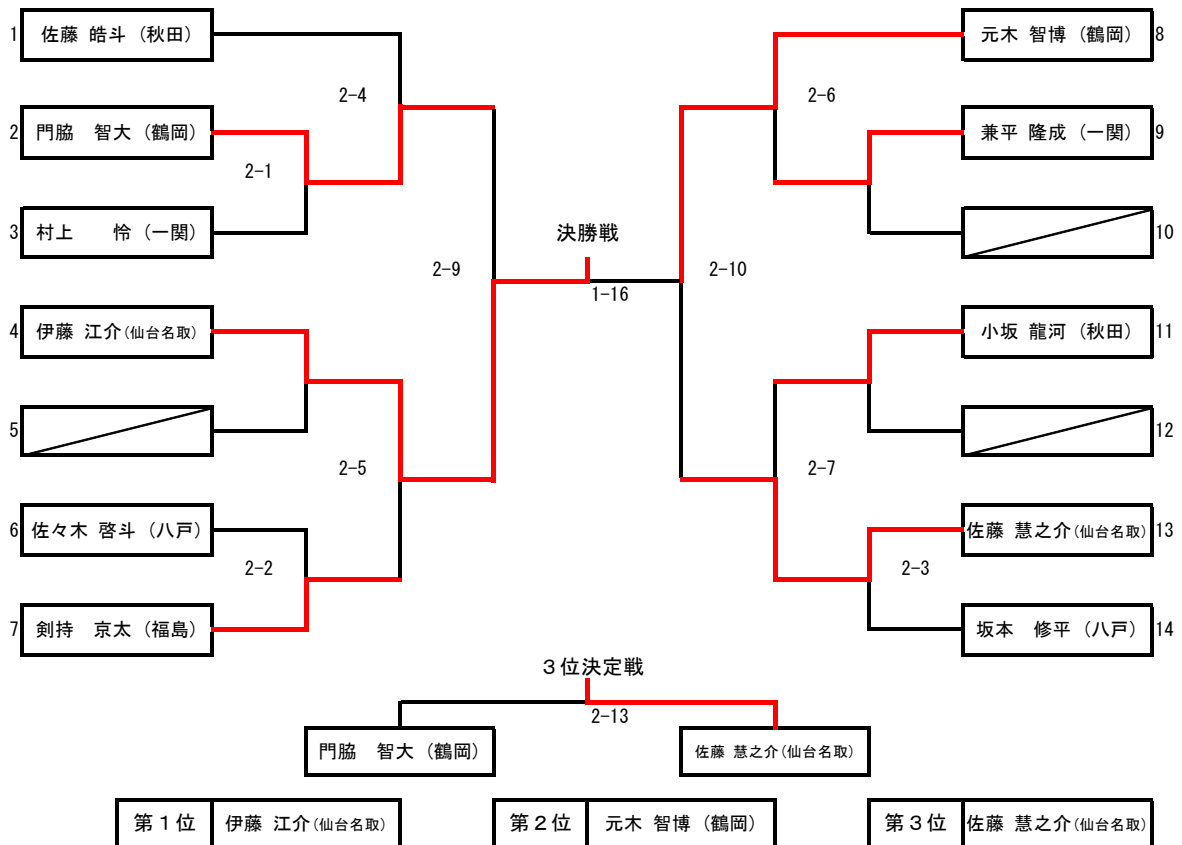 1 佐藤 皓斗 (秋田)
元木 智博 (鶴岡) 8
2-4
2-6
2 門脇　智大 (鶴岡)
兼平 隆成 (一関) 9
2-1
3 村上　　怜 (一関)
10
決勝戦
2-9
2-10
1-16
4 伊藤 江介(仙台名取)
小坂 龍河 (秋田) 11
5
12
2-5
2-7
6 佐々木 啓斗 (八戸)
佐藤 慧之介(仙台名取) 13
2-2
2-3
7 剣持　京太 (福島)
坂本　修平 (八戸) 14
３位決定戦
2-13
門脇　智大 (鶴岡)
佐藤 慧之介(仙台名取)
第１位 伊藤 江介(仙台名取)
第２位 元木 智博 (鶴岡)
第３位 佐藤 慧之介(仙台名取)